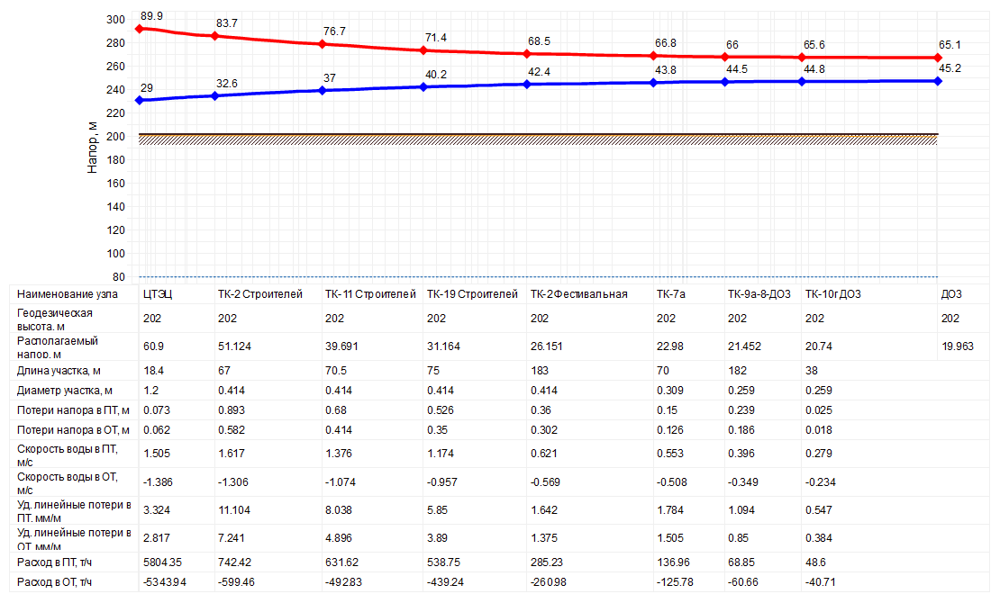 300
280
260
240
220
200
180
160
140
120
100
80
Напор, м
89.9
83.7
76.7
71.4
68.5
66.8
66
65.6
65.1
29
32.6
37
40.2
42.4
43.8
44.5
44.8
45.2
Наименование узла ЦТЭЦ ТК-2 Строителей ТК-11 Строителей ТК-19 Строителей ТК-2 Фестивальная ТК-7а ТК-9а-8-ДОЗ ТК-10г ДОЗ ДОЗ
Геодезическая
высота, м 202 202 202 202 202 202 202 202 202
Располагаемый
напор, м 60.9 51.124 39.691 31.164 26.151 22.98 21.452 20.74 19.963
Длина участка, м 18.4 67 70.5 75 183 70 182 38
Диаметр участка, м 1.2 0.414 0.414 0.414 0.414 0.309 0.259 0.259
Потери напора в ПТ, м 0.073 0.893 0.68 0.526 0.36 0.15 0.239 0.025
Потери напора в ОТ, м 0.062 0.582 0.414 0.35 0.302 0.126 0.186 0.018
Скорость воды в ПТ,
м/с 1.505 1.617 1.376 1.174 0.621 0.553 0.396 0.279
Скорость воды в ОТ,
м/с -1.386 -1.306 -1.074 -0.957 -0.569 -0.508 -0.349 -0.234
Уд. линейные потери в
ПТ, мм/м 3.324 11.104 8.038 5.85 1.642 1.784 1.094 0.547
Уд. линейные потери в
ОТ, мм/м 2.817 7.241 4.896 3.89 1.375 1.505 0.85 0.384
Расход в ПТ, т/ч 5804.35 742.42 631.62 538.75 285.23 136.96 68.85 48.6
Расход в ОТ, т/ч -5343.94 -599.46 -492.83 -439.24 -260.98 -125.78 -60.66 -40.71